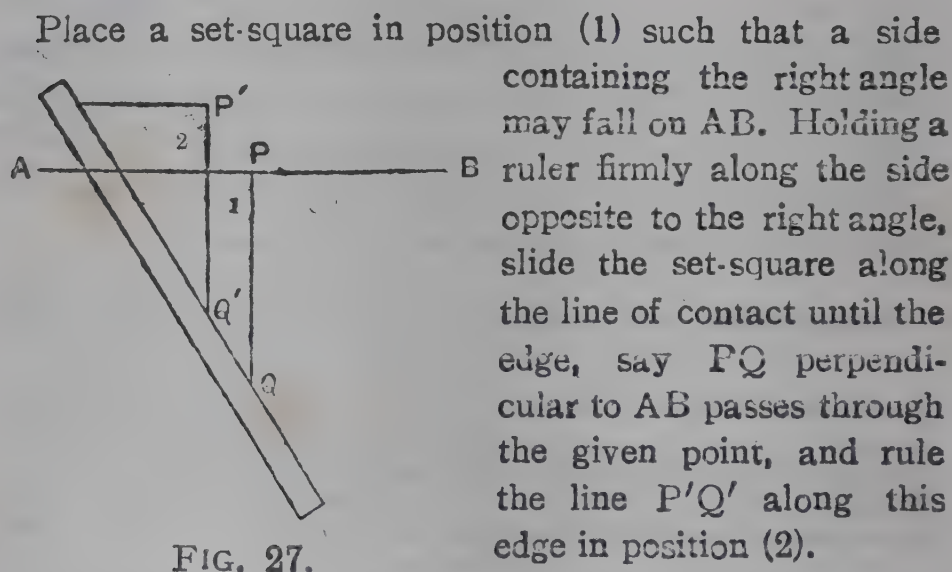 Place a set-square in position (1) such that a side
containing the right angle
may fall on AB. Holding a
ruler firmly along the side
opposite to the right angle,
slide the set-square along
the line of contact until the
edge, say PQ perpendi-
cular to AB passes through
the given point, and rule
the line P′Q′ along this
edge in position (2).
P′
2
P
A
B
1
Q′
Q
FIG. 27.